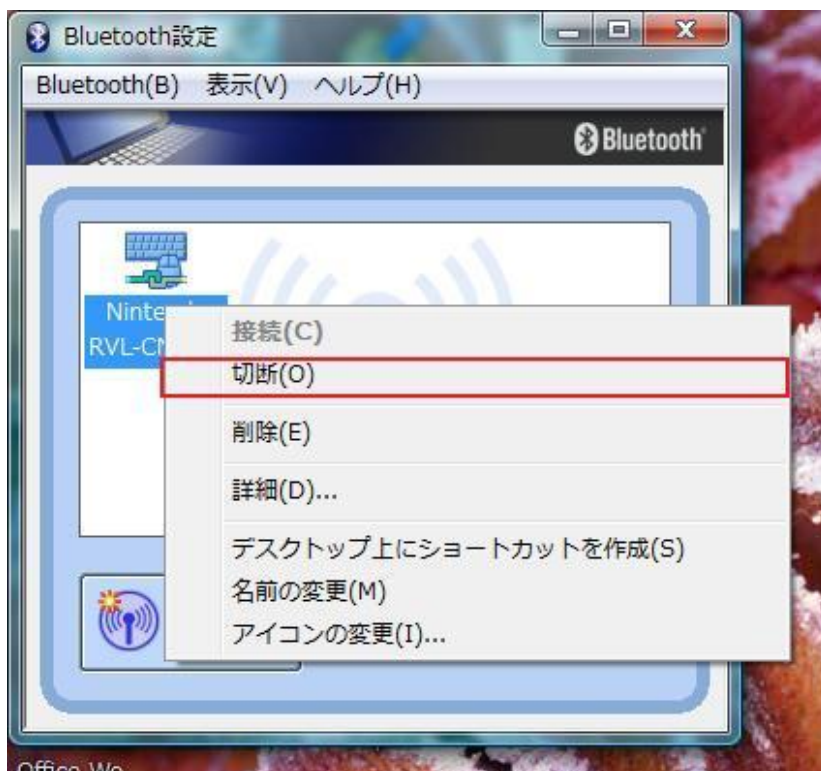 Bluetooth設定
Bluetooth(B) 表示(V) ヘルプ(H)
Bluetooth
接続(C)
切断(O)
削除(E)
詳細(D)...
デスクトップ上にショートカットを作成(S)
名前の変更(M)
アイコンの変更(I)...
Office